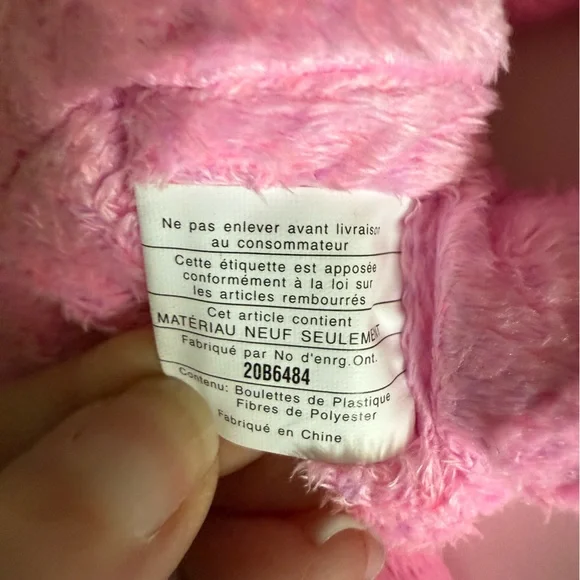 Ne pas enlever avant livraison
au consommateur
Cette étiquette est apposée
conformément à la loi sur
les articles rembourrés
Cet article contient
MATÉRIAU NEUF SEULEMENT
Fabriqué par No d'enrg.Ont.
20B6484
Contenu: Boulettes de Plastique
Fibres de Polyester
Fabriqué en Chine